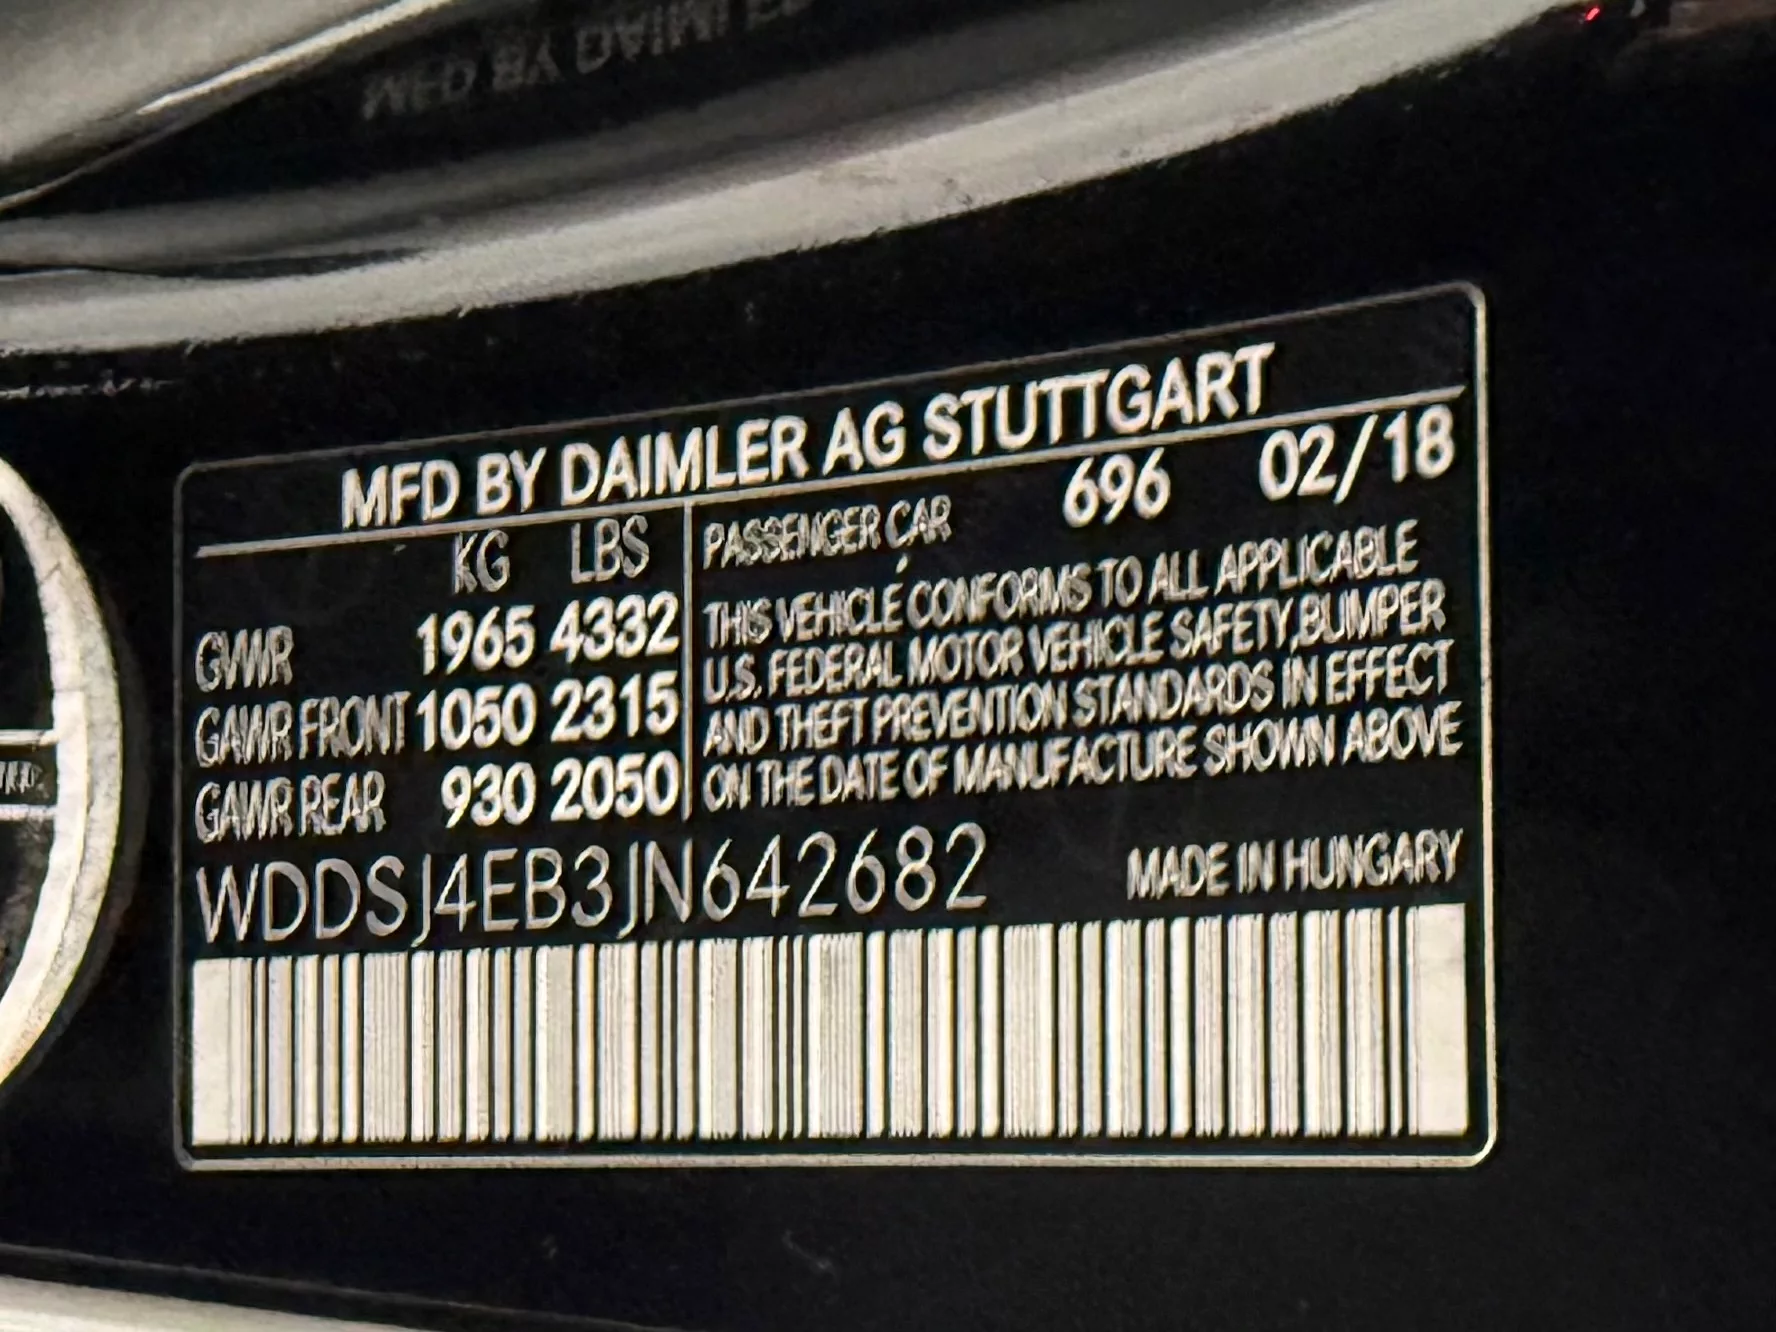 MFD BY DAIMLER AG STUTTGART
KG LBS
GVWR 1965 4332
GAWR FRONT 1050 2315
GAWR REAR 930 2050
PASSENGER CAR 696 02/18
THIS VEHICLE CONFORMS TO ALL APPLICABLE
U.S. FEDERAL MOTOR VEHICLE SAFETY,BUMPER
AND THEFT PREVENTION STANDARDS IN EFFECT
ON THE DATE OF MANUFACTURE SHOWN ABOVE
WDDSJ4EB3JN642682
MADE IN HUNGARY